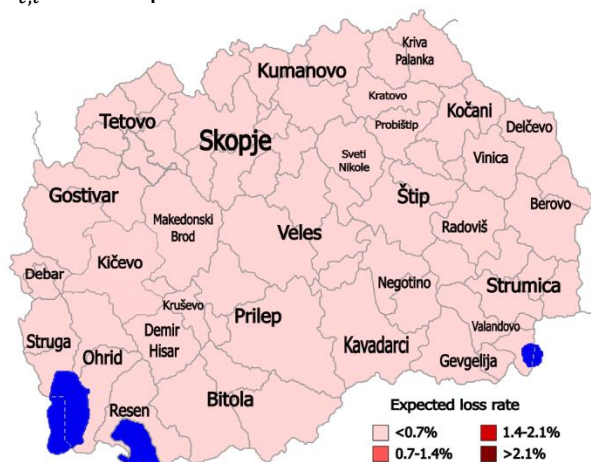 Kriva
Palanka
Kumanovo
Kratovo
Tetovo
Kočani
Probištip
Delčevo
Skopje
Sveti
Nikole
Vinica
Gostivar
Štip
Berovo
Makedonski
Brod
Veles
Radoviš
Kičevo
Debar
Negotino
Strumica
Kruševo
Prilep
Struga
Demir
Hisar
Valandovo
Ohrid
Kavadarci
Gevgelija
Resen
Bitola
Expected loss rate
<0.7%
1.4-2.1%
0.7-1.4%
>2.1%